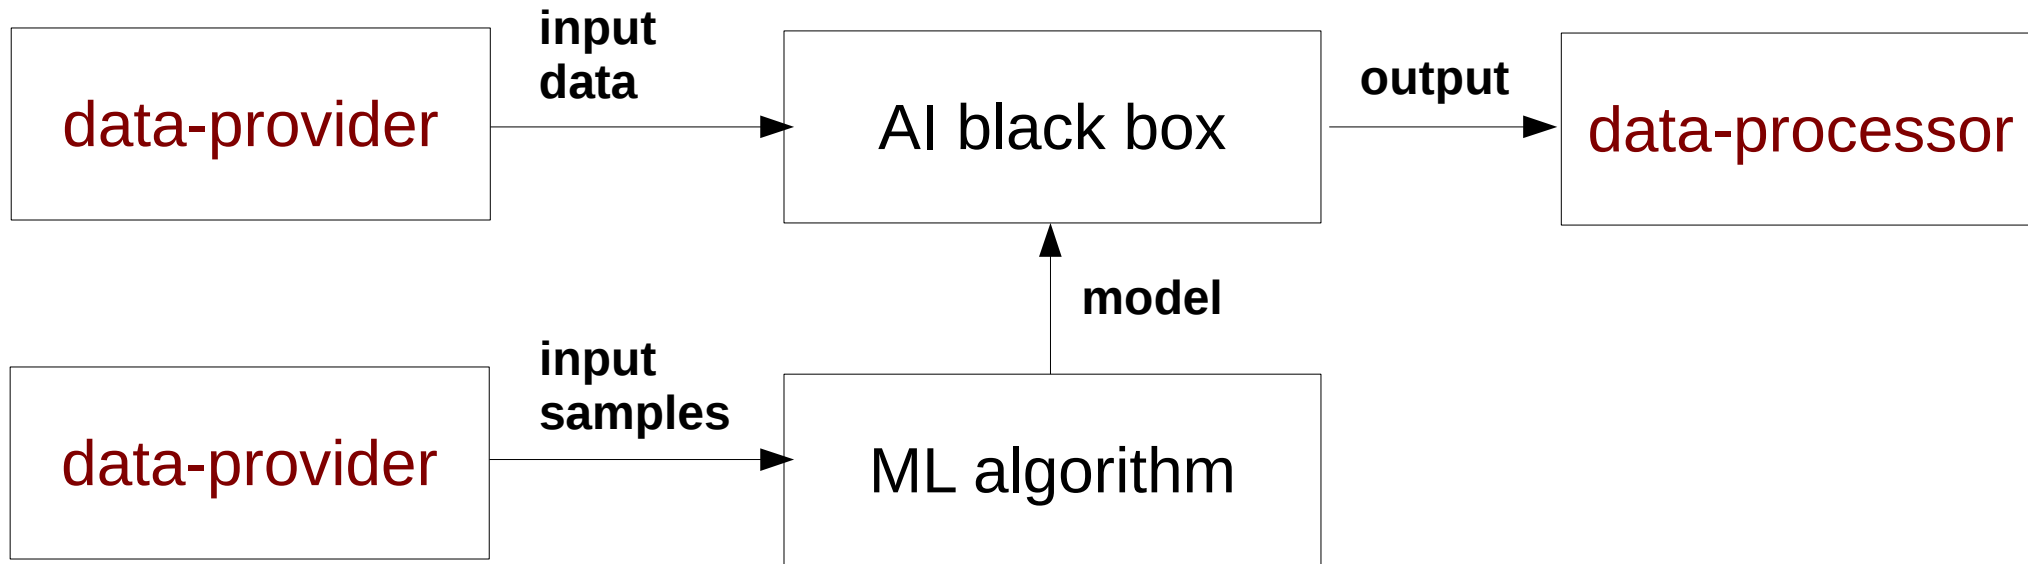 input
data
data-provider
AI black box
output
data-processor
model
input
samples
data-provider
ML algorithm